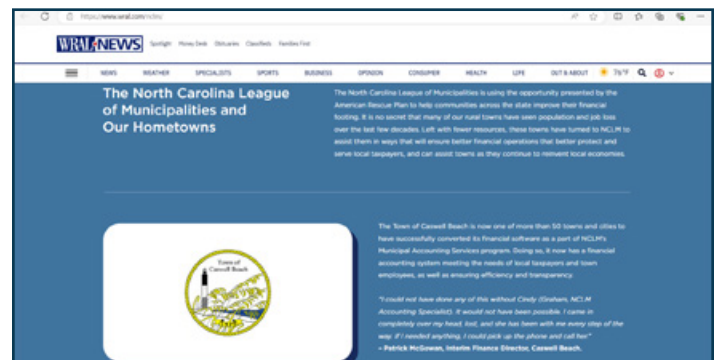 https://www.wral.com/nclm/
WRAL NEWS Spotlight Money Desk Obituaries Classifieds Families First
NEWS WEATHER SPECIALISTS SPORTS BUSINESS OPINION CONSUMER HEALTH LIFE OUT & ABOUT 76°F
The North Carolina League
of Municipalities and
Our Hometowns
The North Carolina League of Municipalities is using the opportunity presented by the
American Rescue Plan to help communities across the state improve their financial
footing. It is no secret that many of our rural towns have seen population and job loss
over the last few decades. Left with fewer resources, these towns have turned to NCLM to
assist them in ways that will ensure better financial operations that better protect and
serve local taxpayers, and can assist towns as they continue to reinvent local economies.
Town of
Caswell Beach
The Town of Caswell Beach is now one of more than 50 towns and cities to
have successfully converted its financial software as a part of NCLM's
Municipal Accounting Services program. Doing so, it now has a financial
accounting system meeting the needs of local taxpayers and town
employees, as well as ensuring efficiency and transparency.
"I could not have done any of this without Cindy (Graham, NCLM
Accounting Specialist). It would not have been possible. I came in
completely over my head, lost, and she has been with me every step of the
way. If I needed anything, I could pick up the phone and call her."
– Patrick McGowan, Interim Finance Director, Caswell Beach.